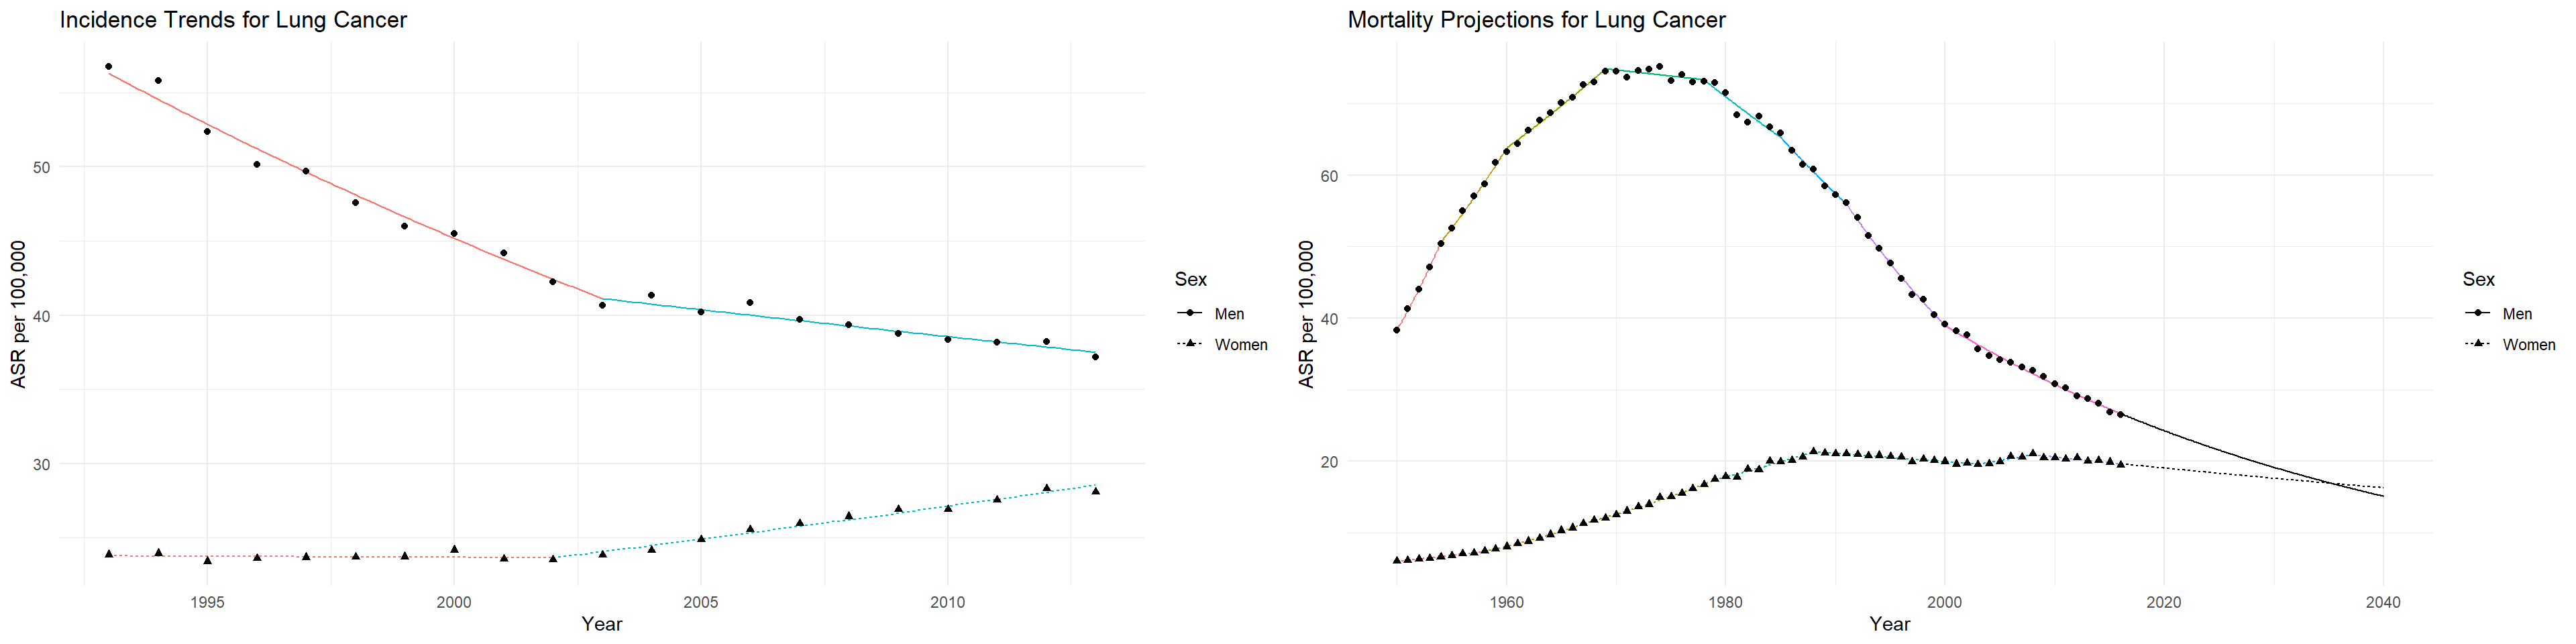 Incidence Trends for Lung Cancer
ASR per 100,000
50
40
30
1995 2000 2005 2010
Year
Sex
Men
Women
Mortality Projections for Lung Cancer
ASR per 100,000
60
40
20
1960 1980 2000 2020 2040
Year
Sex
Men
Women